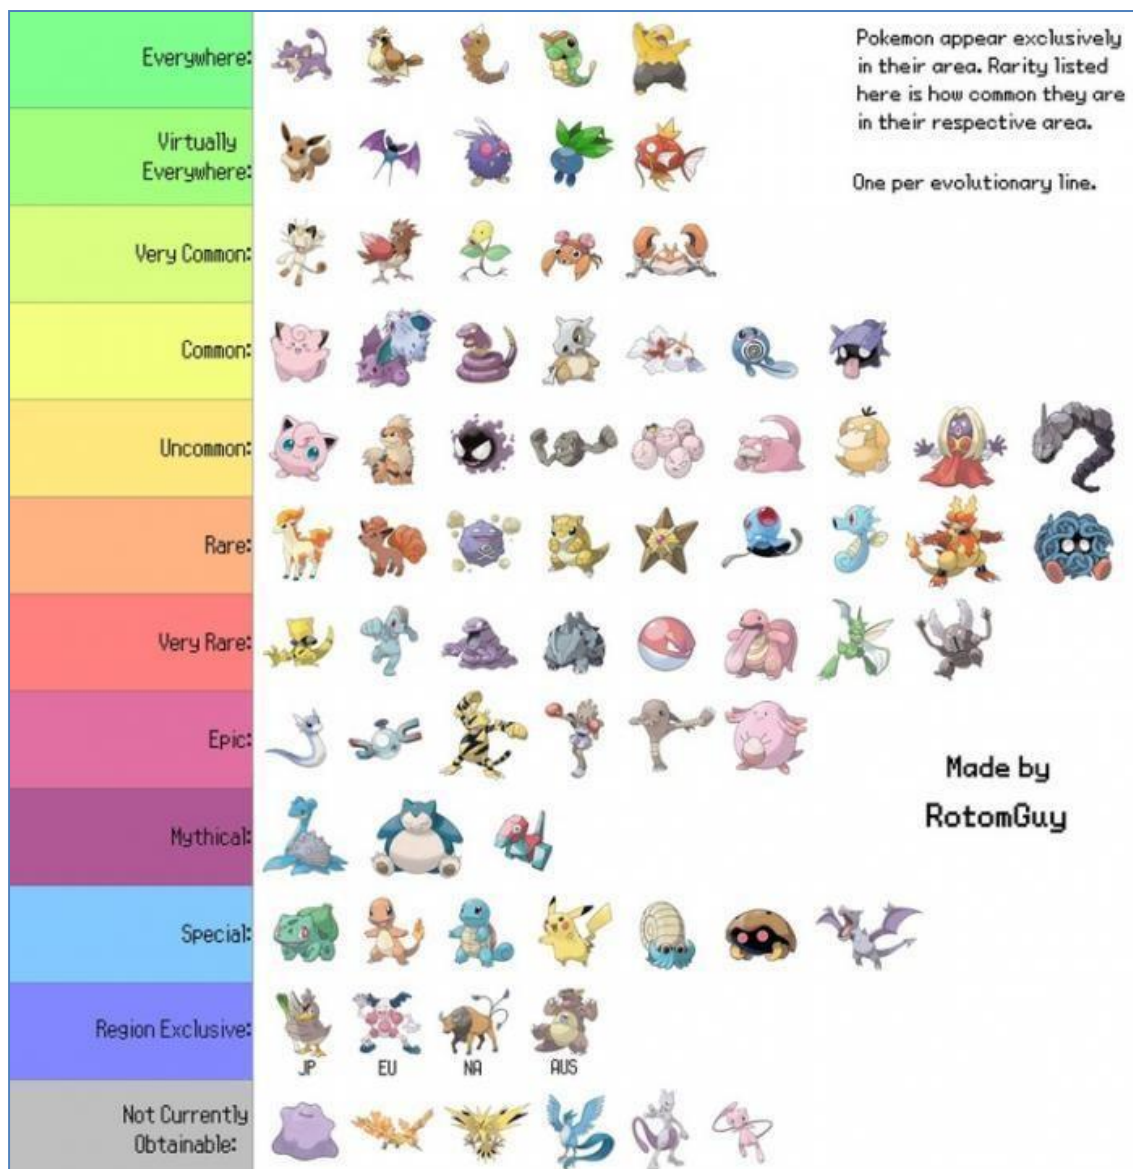 Everywhere:
Pokemon appear exclusively
in their area. Rarity listed
here is how common they are
in their respective area.
Virtually
Everywhere:
One per evolutionary line.
Very Common:
Common:
Uncommon:
Rare:
Very Rare:
Epic:
Made by
RotomGuy
Mythical:
Special:
Region Exclusive:
JP
EU
NA
AUS
Not Currently
Obtainable: